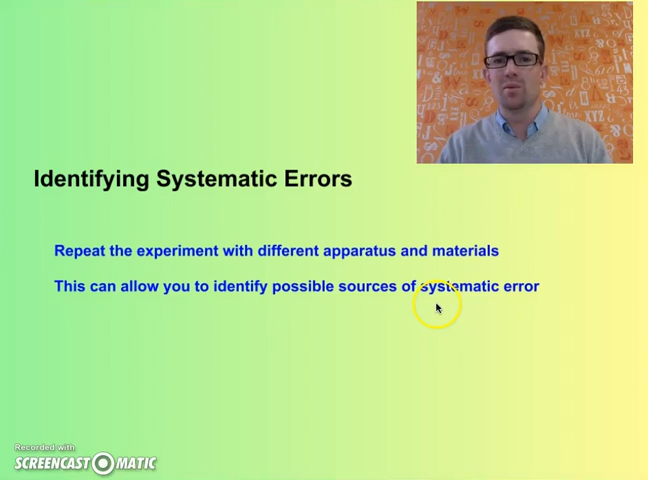 Identifying Systematic Errors
Repeat the experiment with different apparatus and materials
This can allow you to identify possible sources of systematic error
Recorded with
SCREENCAST MATIC